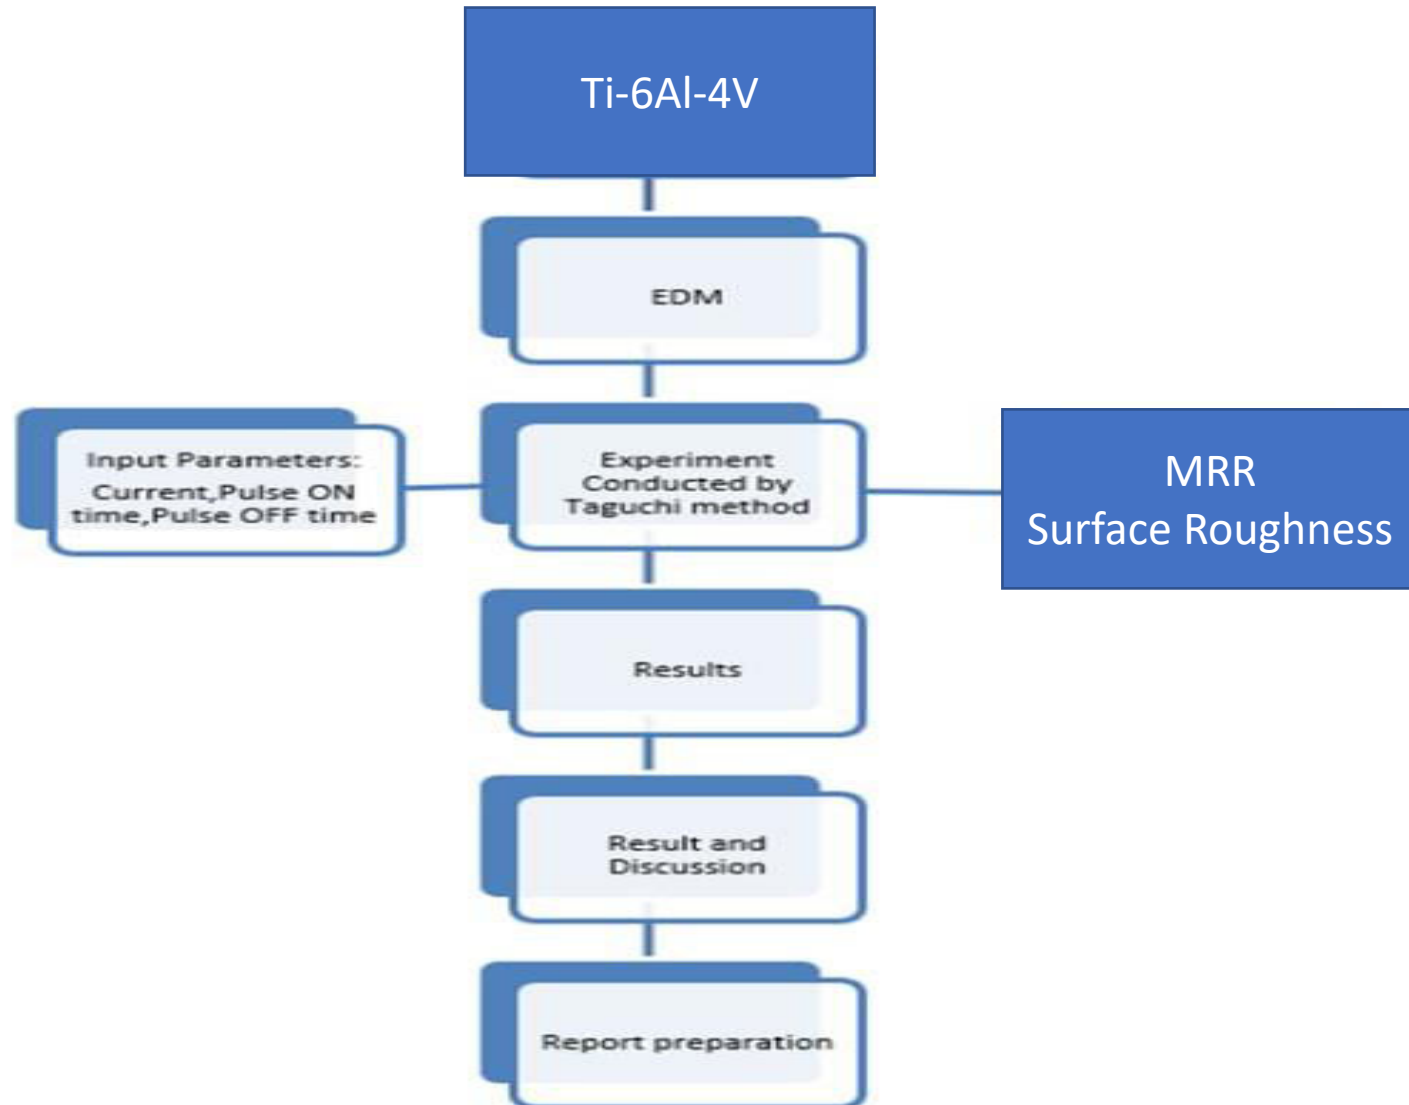 Ti-6Al-4V
EDM
Input Parameters:
Current,Pulse ON
time,Pulse OFF time
Experiment
Conducted by
Taguchi method
MRR
Surface Roughness
Results
Result and
Discussion
Report preparation